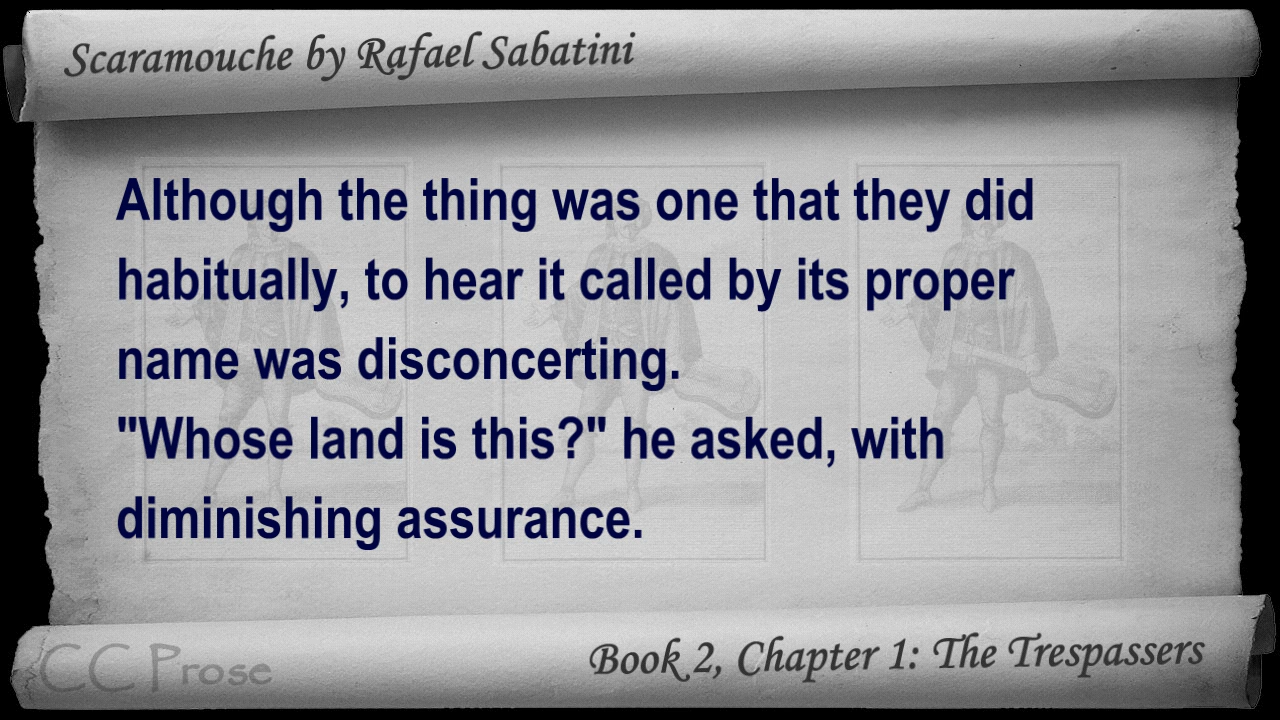 Scaramouche by Rafael Sabatini
Although the thing was one that they did
habitually, to hear it called by its proper
name was disconcerting.
"Whose land is this?" he asked, with
diminishing assurance.
CC Prose
Book 2, Chapter 1: The Trespassers